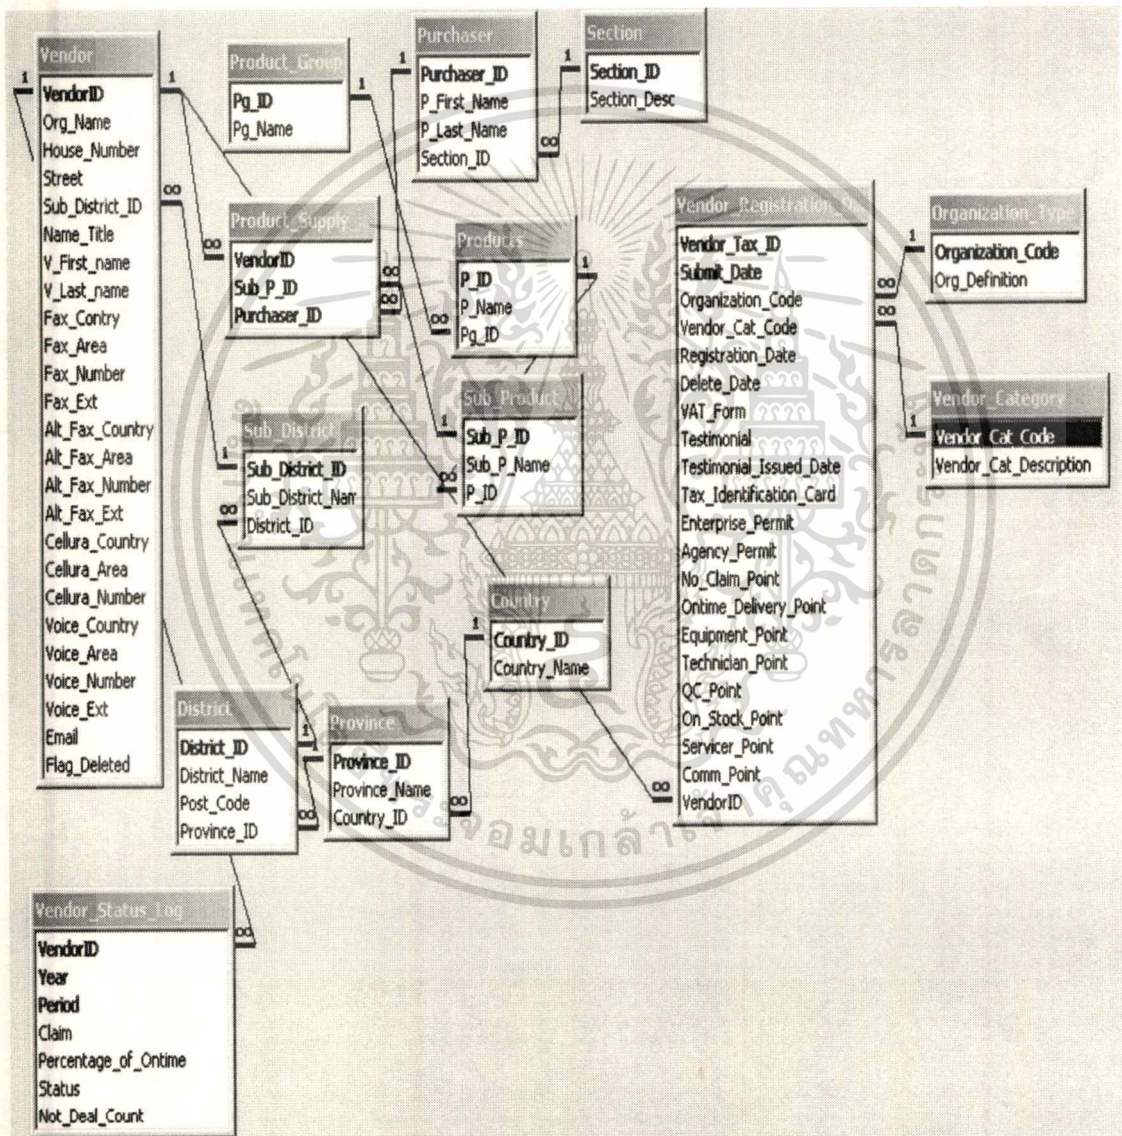 Vendor
VendorID
Org_Name
House_Number
Street
Sub_District_ID
Name_Title
V_First_name
V_Last_name
Fax_Contry
Fax_Area
Fax_Number
Fax_Ext
Alt_Fax_Country
Alt_Fax_Area
Alt_Fax_Number
Alt_Fax_Ext
Cellura_Country
Cellura_Area
Cellura_Number
Voice_Country
Voice_Area
Voice_Number
Voice_Ext
Email
Flag_Deleted
Product_Group
Pg_ID
Pg_Name
Purchaser
Purchaser_ID
P_First_Name
P_Last_Name
Section_ID
Section
Section_ID
Section_Desc
Product_Supply
VendorID
Sub_P_ID
Purchaser_ID
Products
P_ID
P_Name
Pg_ID
Sub_District
Sub_District_ID
Sub_District_Nam
District_ID
Sub_Product
Sub_P_ID
Sub_P_Name
P_ID
Vendor_Registration_D
Vendor_Tax_ID
Submit_Date
Organization_Code
Vendor_Cat_Code
Registration_Date
Delete_Date
VAT_Form
Testimonial
Testimonial_Issued_Date
Tax_Identification_Card
Enterprise_Permit
Agency_Permit
No_Claim_Point
Ontime_Delivery_Point
Equipment_Point
Technician_Point
QC_Point
On_Stock_Point
Servicer_Point
Comm_Point
VendorID
Organization_Type
Organization_Code
Org_Definition
Vendor_Category
Vendor_Cat_Code
Vendor_Cat_Description
Country
Country_ID
Country_Name
District
District_ID
District_Name
Post_Code
Province_ID
Province
Province_ID
Province_Name
Country_ID
Vendor_Status_Log
VendorID
Year
Period
Claim
Percentage_of_Ontime
Status
Not_Deal_Count